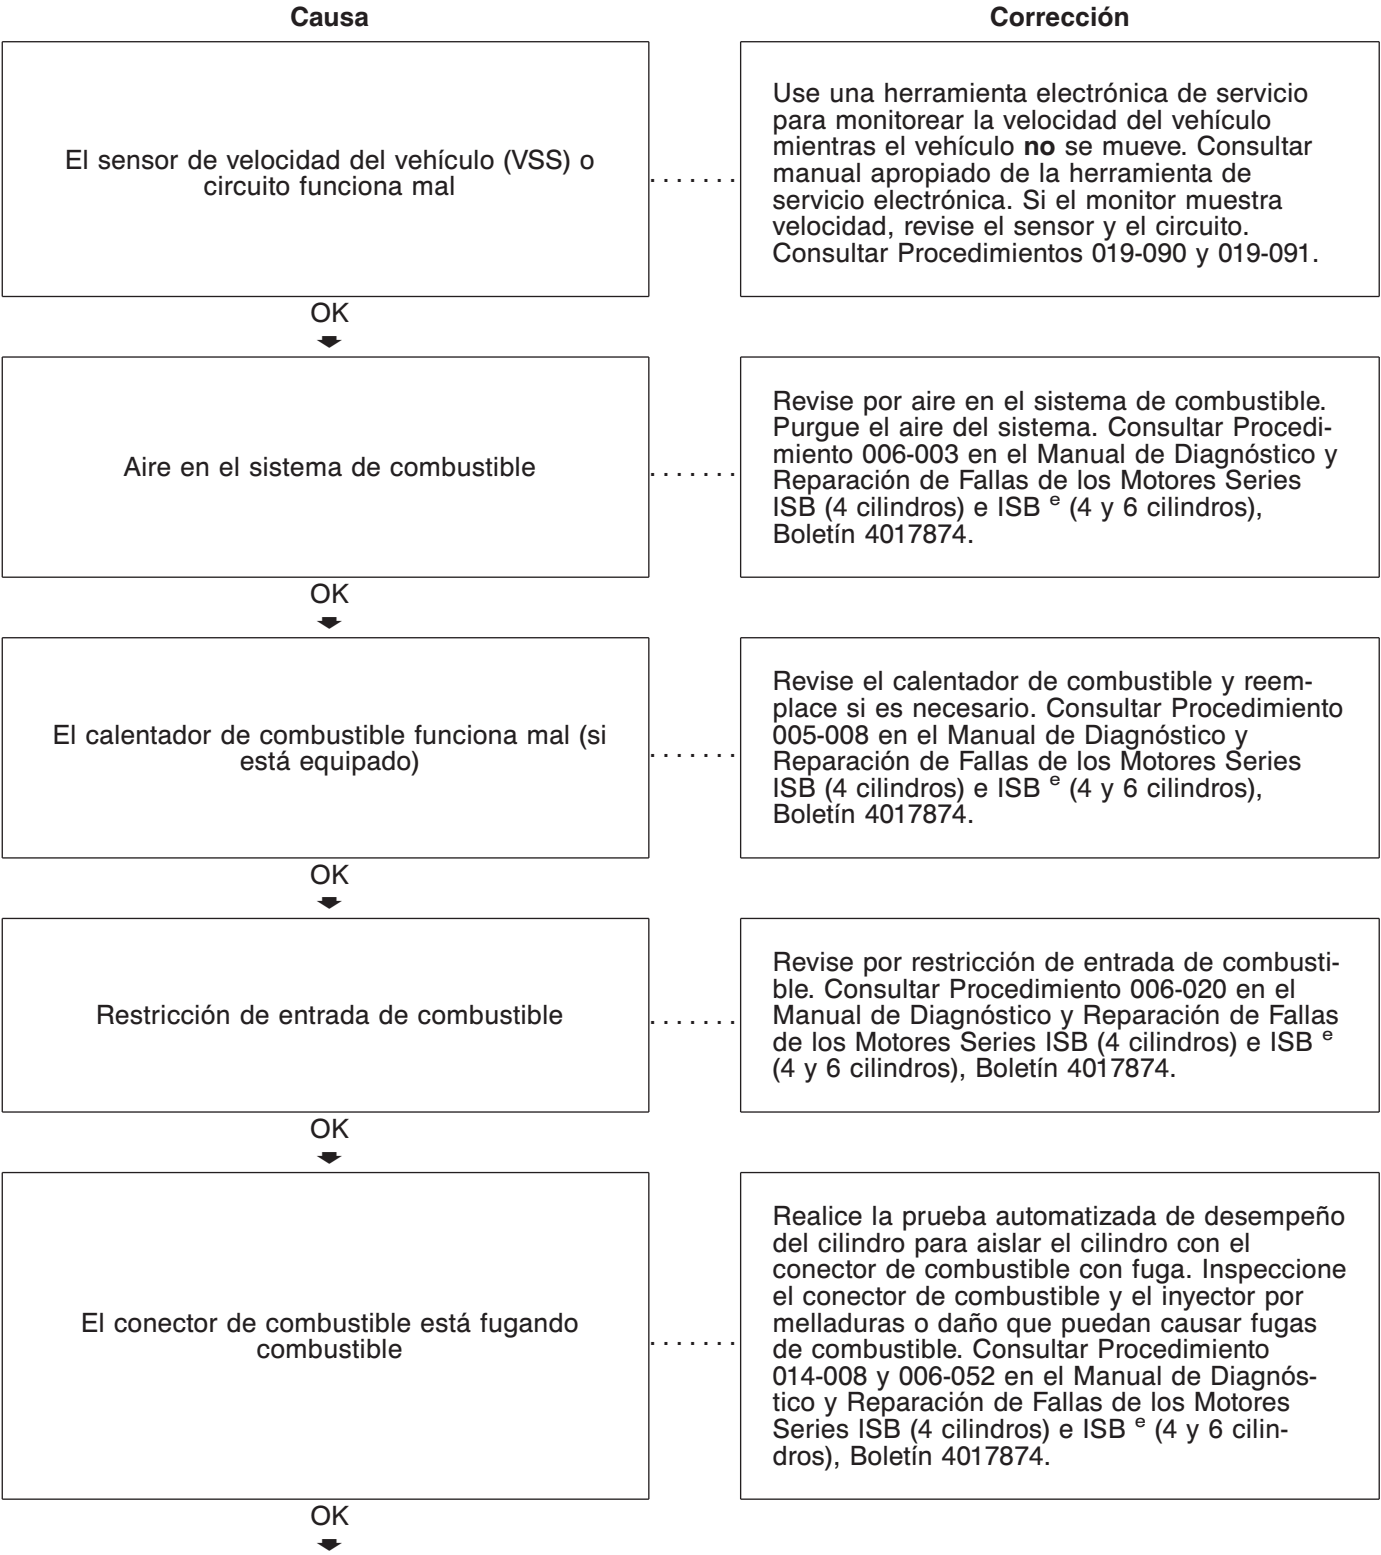 Causa
Corrección
El sensor de velocidad del vehículo (VSS) o
circuito funciona mal
.......
Use una herramienta electrónica de servicio
para monitorear la velocidad del vehículo
mientras el vehículo no se mueve. Consultar
manual apropiado de la herramienta de
servicio electrónica. Si el monitor muestra
velocidad, revise el sensor y el circuito.
Consultar Procedimientos 019-090 y 019-091.
OK
Aire en el sistema de combustible
.......
Revise por aire en el sistema de combustible.
Purgue el aire del sistema. Consultar Procedi-
miento 006-003 en el Manual de Diagnóstico y
Reparación de Fallas de los Motores Series
ISB (4 cilindros) e ISB e (4 y 6 cilindros),
Boletín 4017874.
OK
El calentador de combustible funciona mal (si
está equipado)
.......
Revise el calentador de combustible y reem-
place si es necesario. Consultar Procedimiento
005-008 en el Manual de Diagnóstico y
Reparación de Fallas de los Motores Series
ISB (4 cilindros) e ISB e (4 y 6 cilindros),
Boletín 4017874.
OK
Restricción de entrada de combustible
.......
Revise por restricción de entrada de combusti-
ble. Consultar Procedimiento 006-020 en el
Manual de Diagnóstico y Reparación de Fallas
de los Motores Series ISB (4 cilindros) e ISB e
(4 y 6 cilindros), Boletín 4017874.
OK
El conector de combustible está fugando
combustible
.......
Realice la prueba automatizada de desempeño
del cilindro para aislar el cilindro con el
conector de combustible con fuga. Inspeccione
el conector de combustible y el inyector por
melladuras o daño que puedan causar fugas
de combustible. Consultar Procedimiento
014-008 y 006-052 en el Manual de Diagnós-
tico y Reparación de Fallas de los Motores
Series ISB (4 cilindros) e ISB e (4 y 6 cilin-
dros), Boletín 4017874.
OK